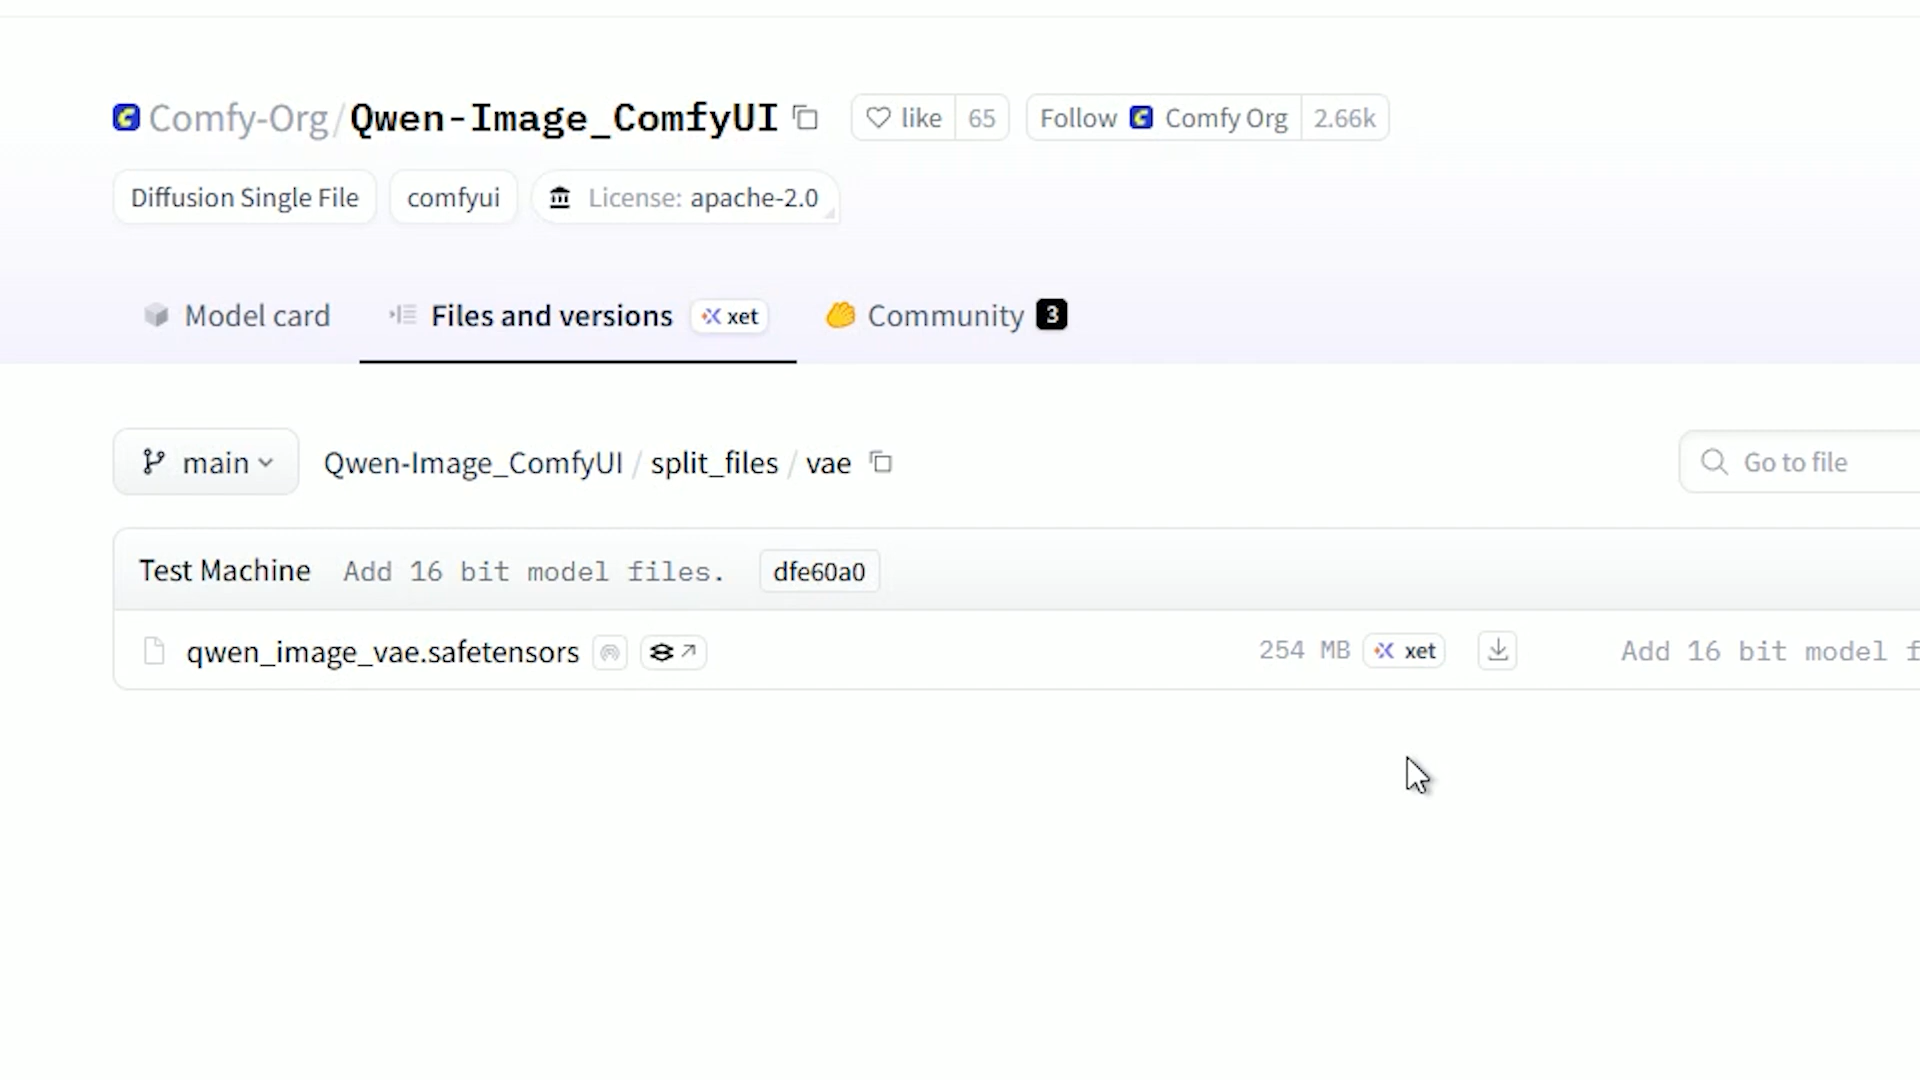 Comfy-Org/Qwen-Image_ComfyUI like 65 Follow Comfy Org 2.66k
Diffusion Single File comfyui License: apache-2.0
Model card Files and versions xet Community 3
main Qwen-Image_ComfyUI / split_files / vae Go to file
Test Machine Add 16 bit model files. dfe60a0
qwen_image_vae.safetensors 254 MB xet Add 16 bit model f